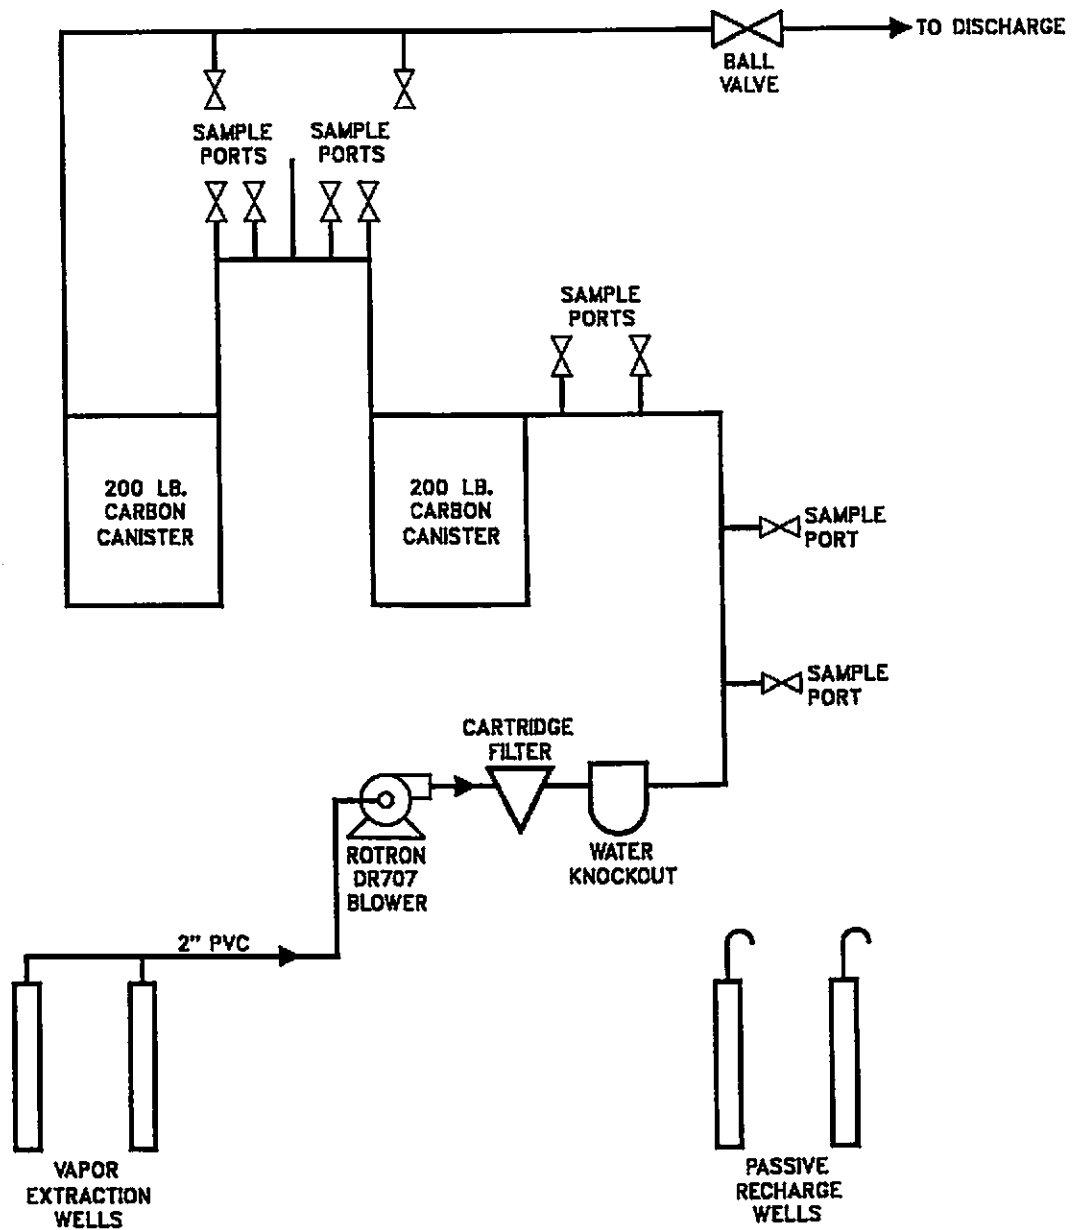 TO DISCHARGE
BALL
VALVE
SAMPLE
PORTS
SAMPLE
PORTS
SAMPLE
PORTS
200 LB.
CARBON
CANISTER
200 LB.
CARBON
CANISTER
SAMPLE
PORT
SAMPLE
PORT
CARTRIDGE
FILTER
ROTRON
DR707
BLOWER
WATER
KNOCKOUT
2" PVC
VAPOR
EXTRACTION
WELLS
PASSIVE
RECHARGE
WELLS